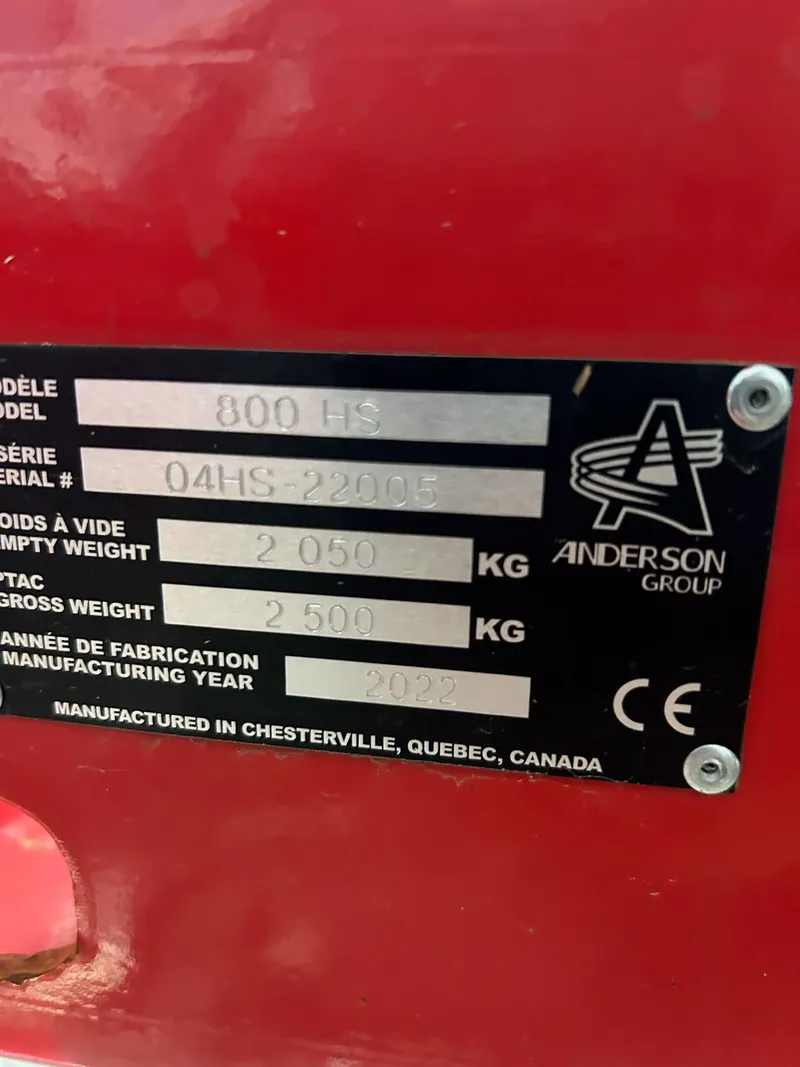 ODÈLE
ODEL 800 HS
SÉRIE
ERIAL # 04HS-22005
OIDS À VIDE
EMPTY WEIGHT 2 050 KG
PTAC
GROSS WEIGHT 2 500 KG
ANNÉE DE FABRICATION
MANUFACTURING YEAR 2022
MANUFACTURED IN CHESTERVILLE, QUEBEC, CANADA
ANDERSON
GROUP
CE